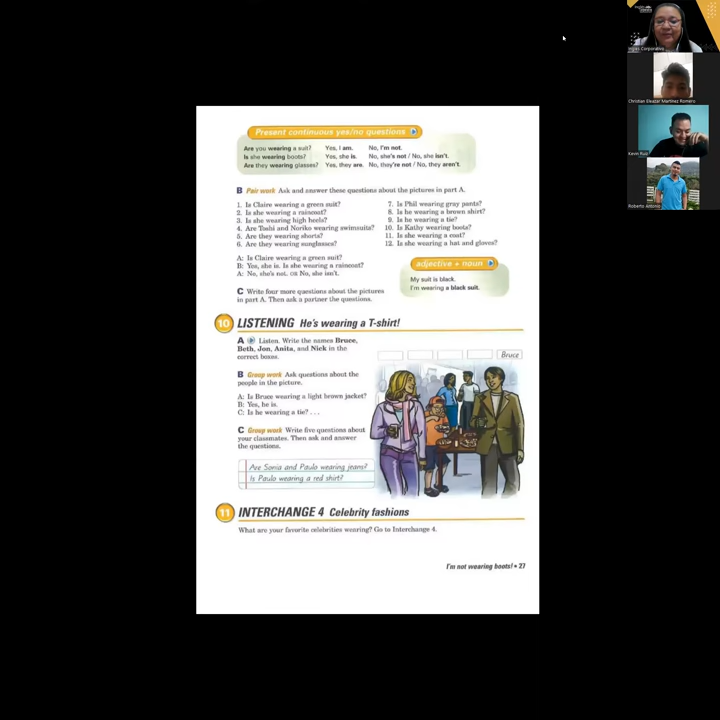 Present continuous yes/no questions
Are you wearing a suit? Yes, I am. No, I'm not.
Is she wearing boots? Yes, she is. No, she's not / No, she isn't.
Are they wearing glasses? Yes, they are. No, they're not / No, they aren't.
B Pair work Ask and answer these questions about the pictures in part A.
1. Is Claire wearing a green suit?
2. Is she wearing a raincoat?
3. Is she wearing high heels?
4. Are Toshi and Noriko wearing swimsuits?
5. Are they wearing shorts?
6. Are they wearing sunglasses?
7. Is Phil wearing gray pants?
8. Is he wearing a brown shirt?
9. Is he wearing a tie?
10. Is Kathy wearing boots?
11. Is she wearing a coat?
12. Is she wearing a hat and gloves?
A: Is Claire wearing a green suit?
B: Yes, she is. Is she wearing a raincoat?
A: No, she's not. OR No, she isn't.
adjective + noun
My suit is black.
I'm wearing a black suit.
C Write four more questions about the pictures
in part A. Then ask a partner the questions.
10 LISTENING He's wearing a T-shirt!
A Listen. Write the names Bruce,
Beth, Jon, Anita, and Nick in the
correct boxes.
Bruce
B Group work Ask questions about the
people in the picture.
A: Is Bruce wearing a light brown jacket?
B: Yes, he is.
C: Is he wearing a tie? . . .
C Group work Write five questions about
your classmates. Then ask and answer
the questions.
Are Sonia and Paulo wearing jeans?
Is Paulo wearing a red shirt?
11 INTERCHANGE 4 Celebrity fashions
What are your favorite celebrities wearing? Go to Interchange 4.
I'm not wearing boots! • 27
Inglés Corporativo
Christian Eleazar Martinez Romero
Kevin Ruiz
Roberto Antonio